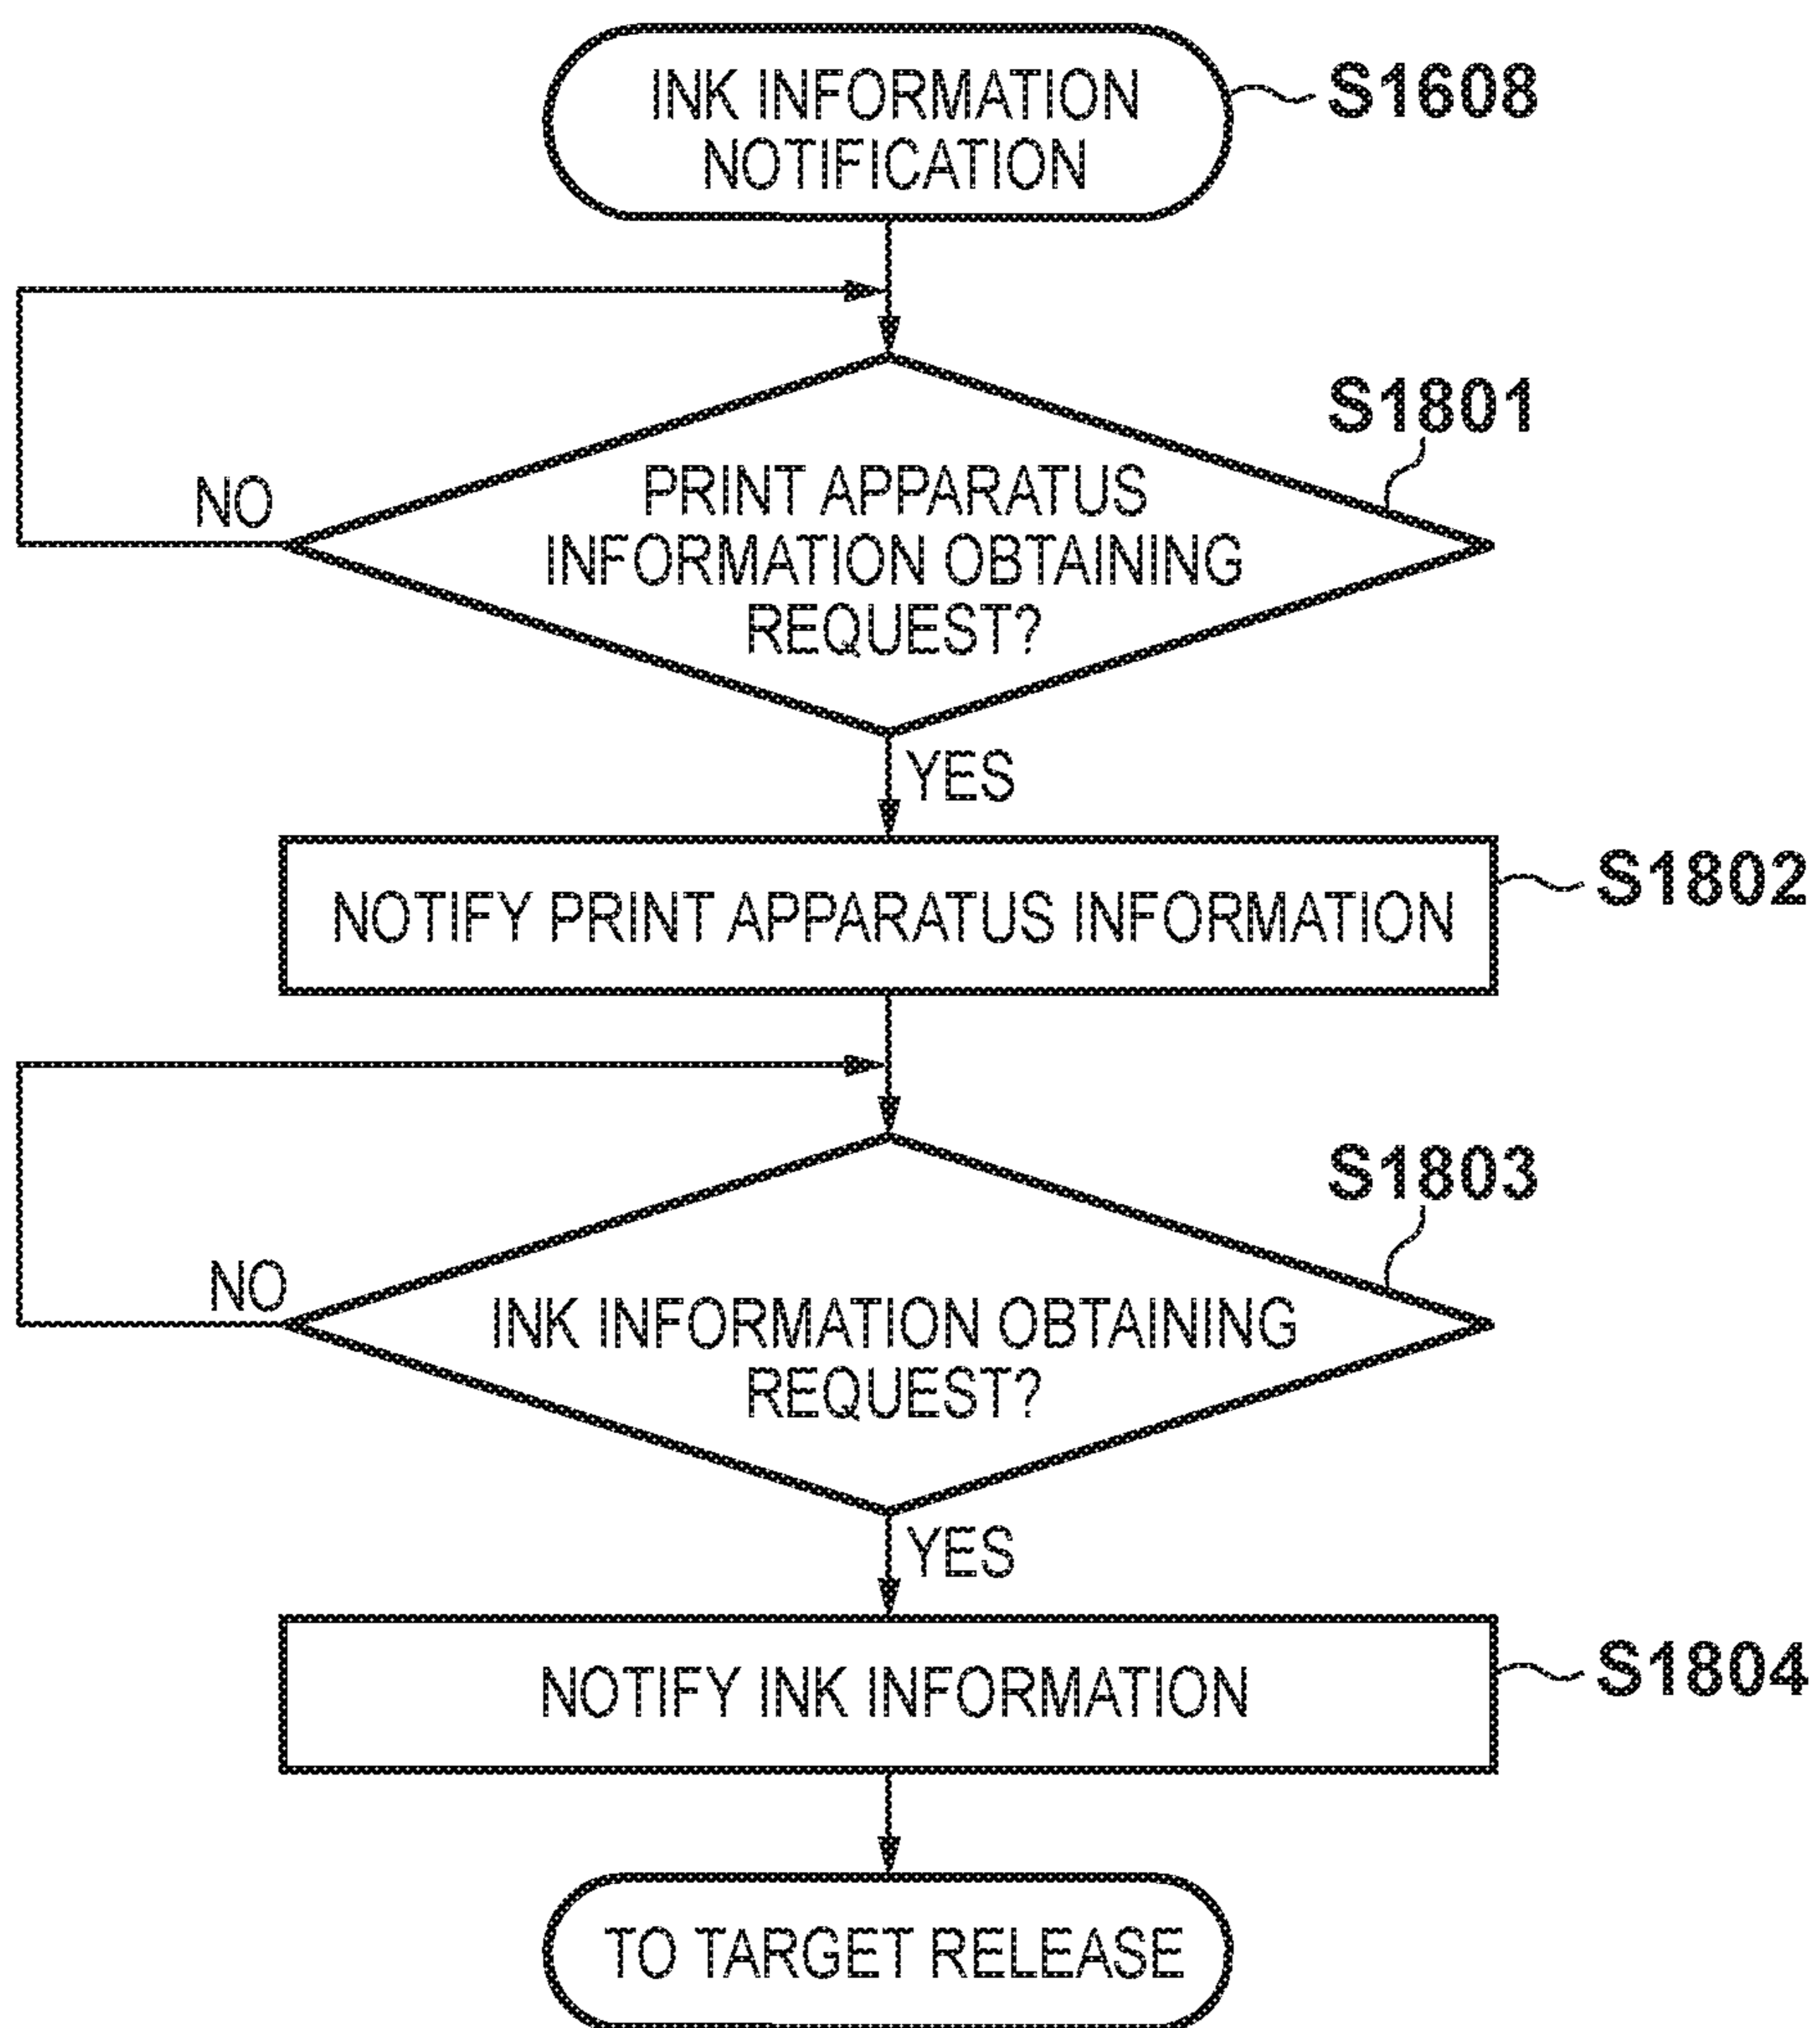 INK INFORMATION
NOTIFICATION
S1608
S1801
PRINT APPARATUS
INFORMATION OBTAINING
REQUEST?
NO
YES
NOTIFY PRINT APPARATUS INFORMATION
S1802
S1803
INK INFORMATION OBTAINING
REQUEST?
NO
YES
NOTIFY INK INFORMATION
S1804
TO TARGET RELEASE